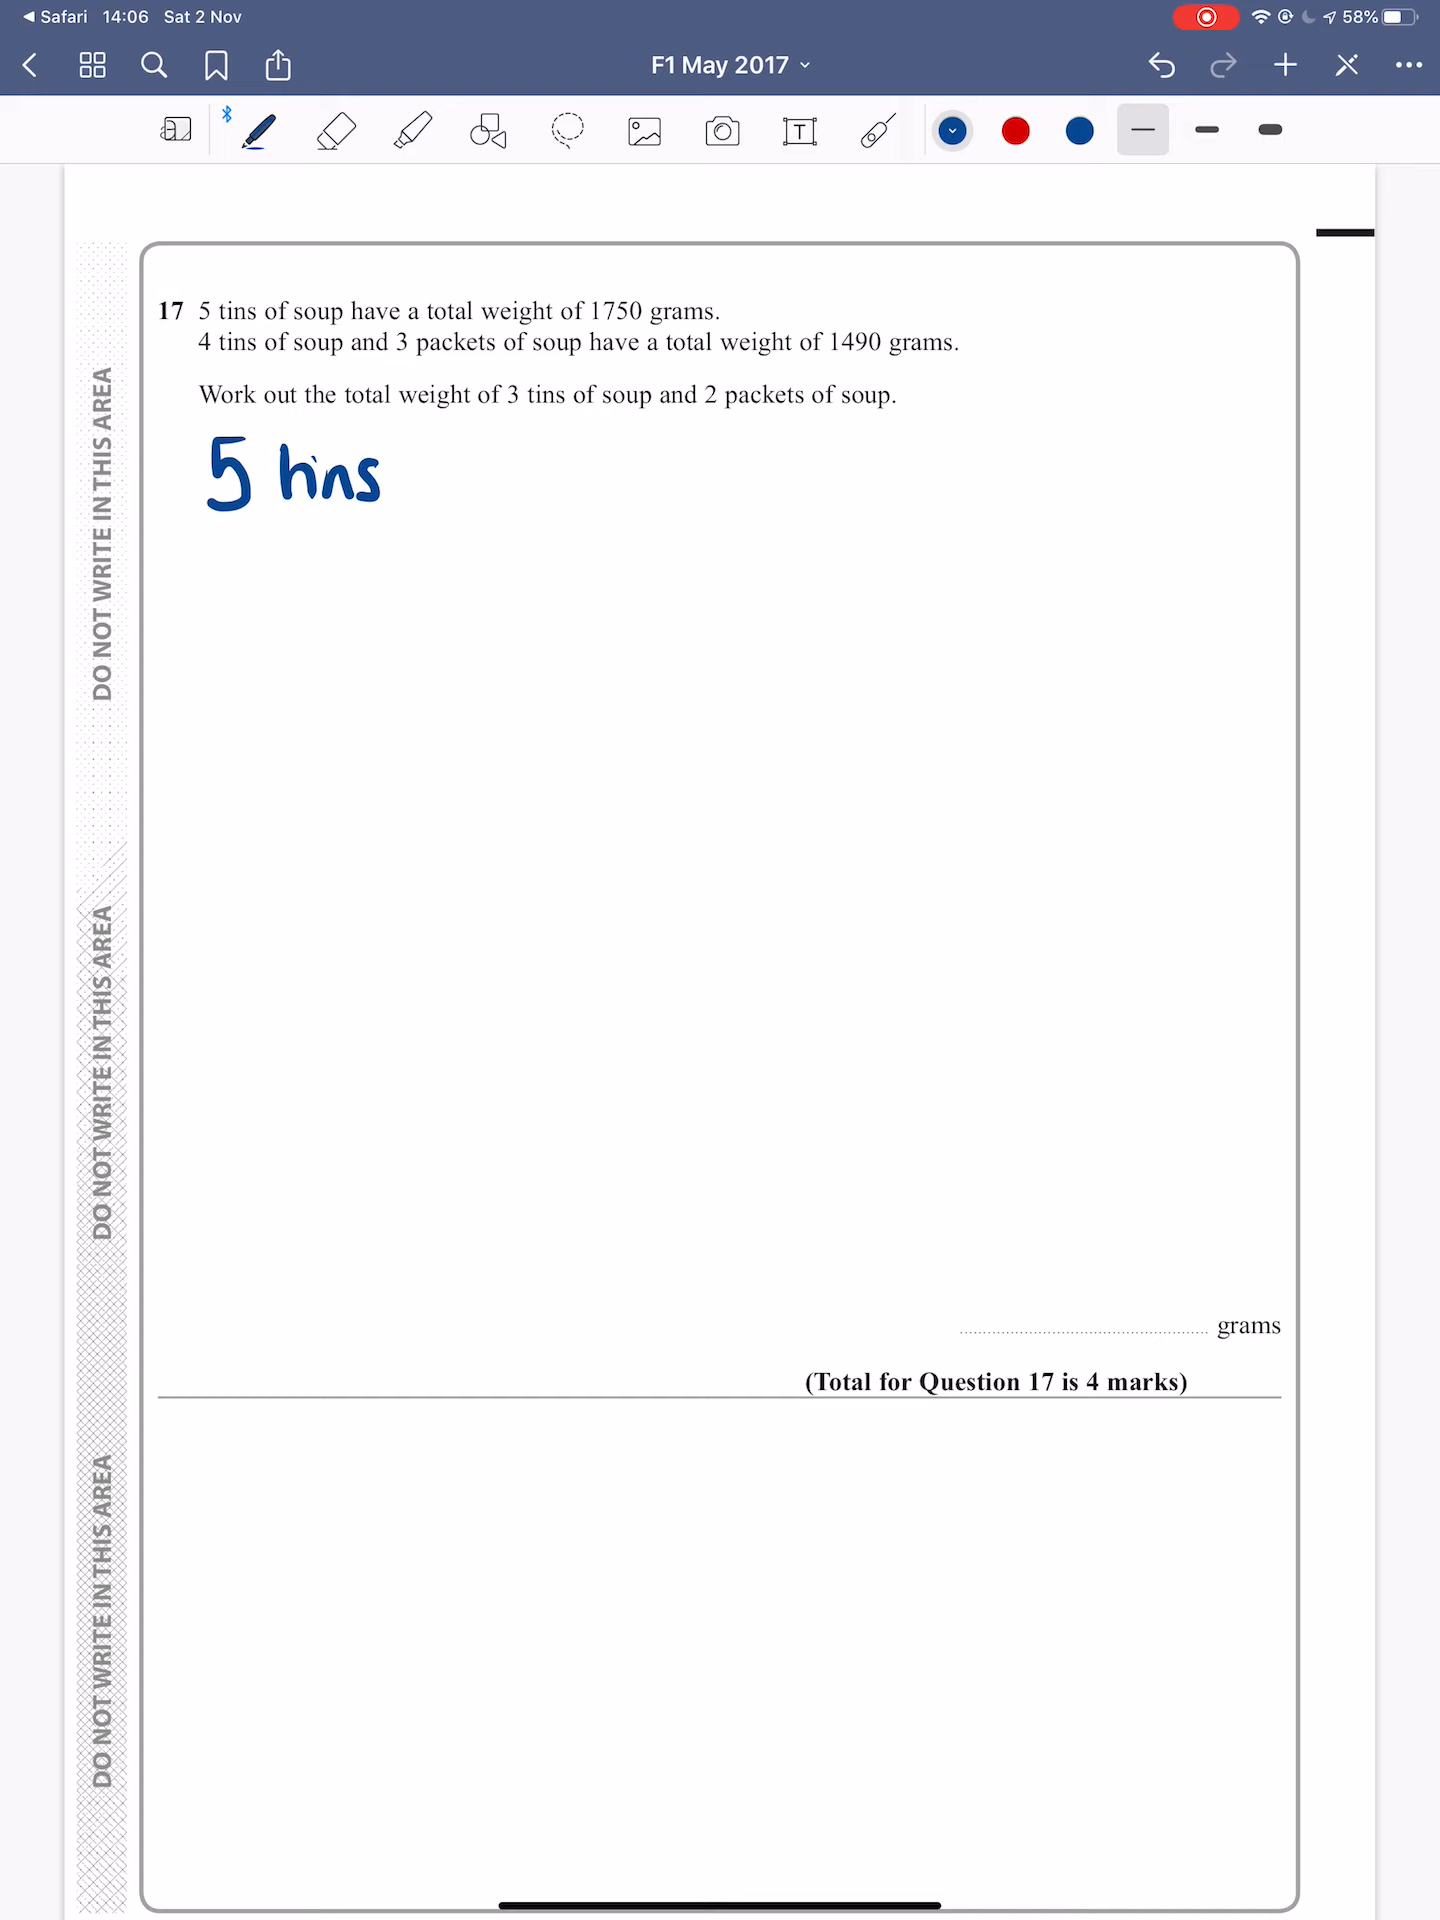 Safari 14:06 Sat 2 Nov 58%
F1 May 2017
17 5 tins of soup have a total weight of 1750 grams.
4 tins of soup and 3 packets of soup have a total weight of 1490 grams.
Work out the total weight of 3 tins of soup and 2 packets of soup.
5 tins
grams
(Total for Question 17 is 4 marks)
DO NOT WRITE IN THIS AREA
DO NOT WRITE IN THIS AREA
DO NOT WRITE IN THIS AREA